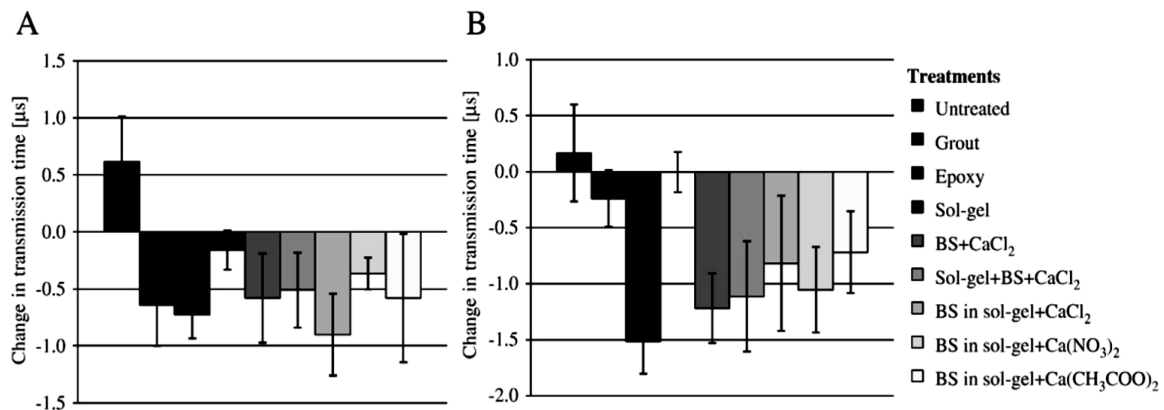 A
Change in transmission time [µs]
1.5
1.0
0.5
0.0
-0.5
-1.0
-1.5
B
Change in transmission time [µs]
1.0
0.5
0.0
-0.5
-1.0
-1.5
-2.0
Treatments
Untreated
Grout
Epoxy
Sol-gel
BS+CaCl₂
Sol-gel+BS+CaCl₂
BS in sol-gel+CaCl₂
BS in sol-gel+Ca(NO₃)₂
BS in sol-gel+Ca(CH₃COO)₂